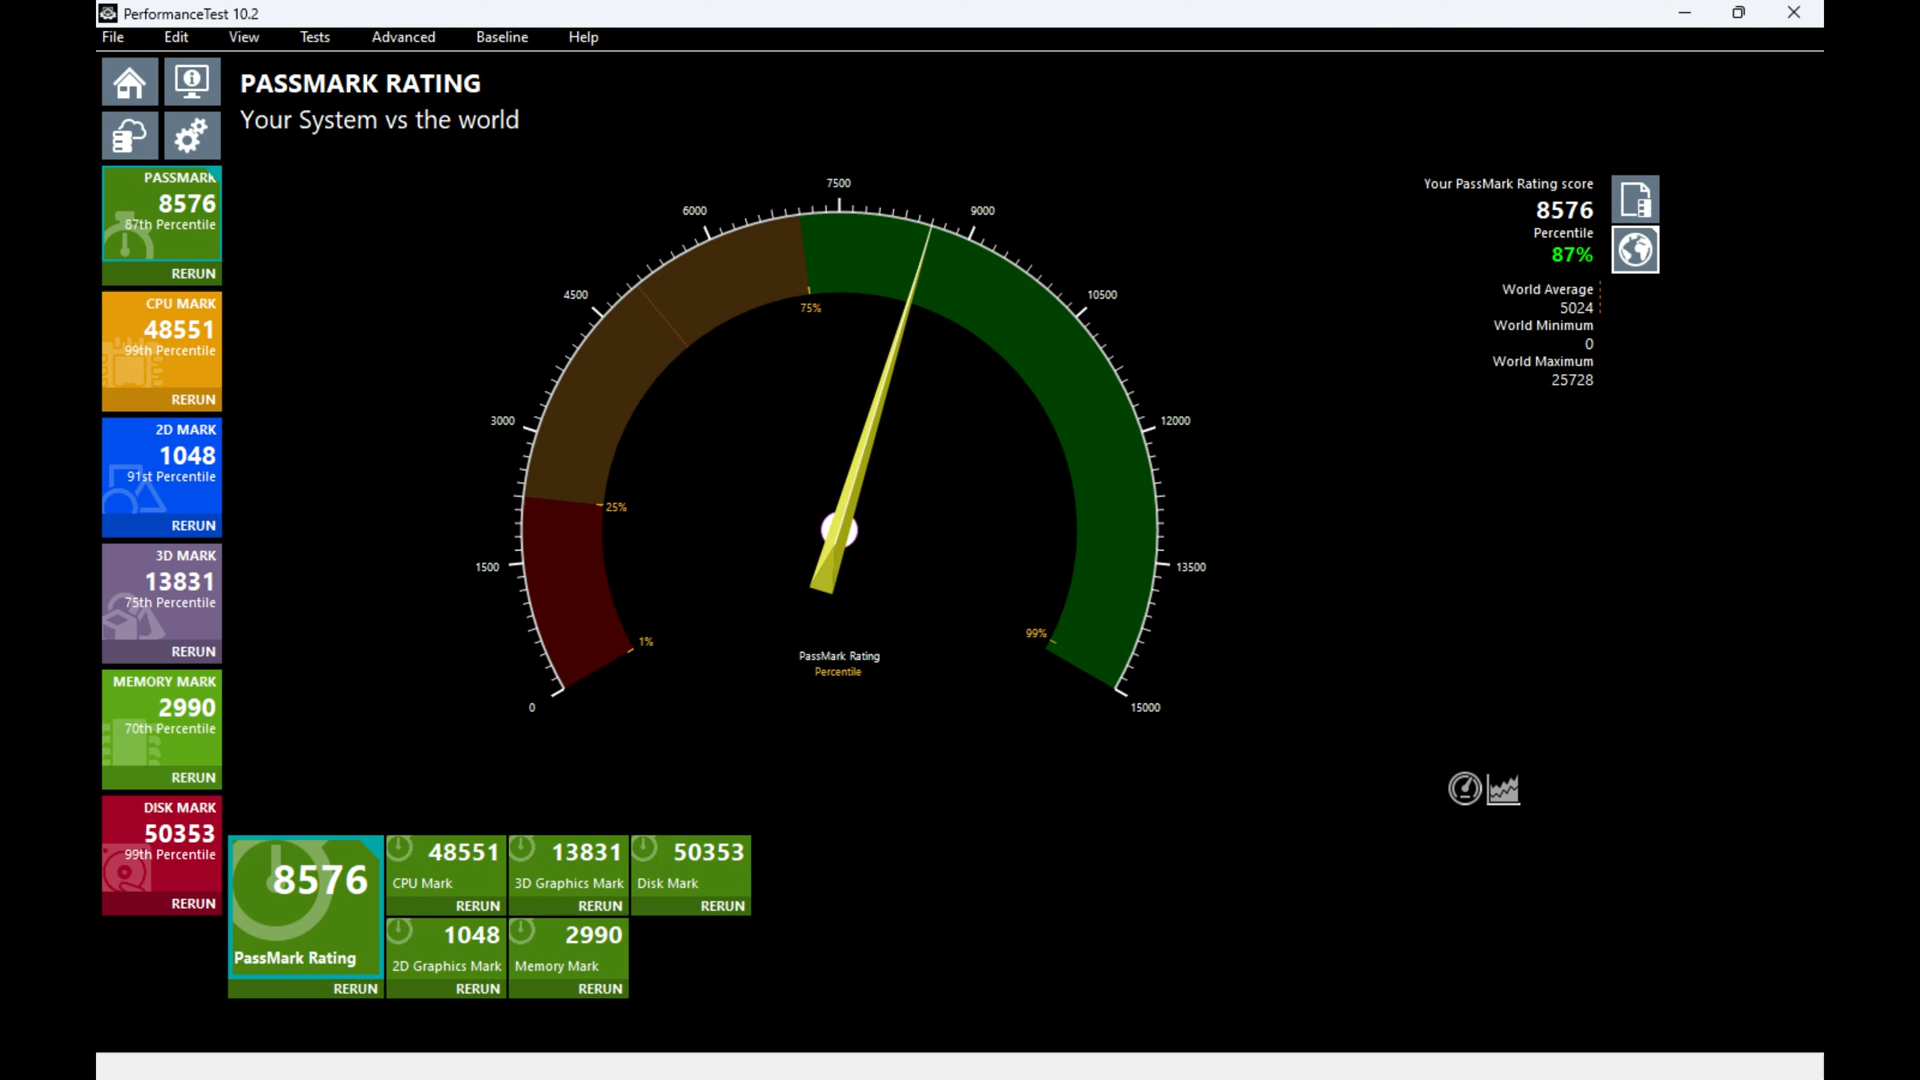 PerformanceTest 10.2
File Edit View Tests Advanced Baseline Help
PASSMARK RATING
Your System vs the world
PASSMARK
8576
87th Percentile
RERUN
CPU MARK
48551
99th Percentile
RERUN
2D MARK
1048
91st Percentile
RERUN
3D MARK
13831
75th Percentile
RERUN
MEMORY MARK
2990
70th Percentile
RERUN
DISK MARK
50353
99th Percentile
RERUN
0
1500
3000
4500
6000
7500
9000
10500
12000
13500
15000
1%
25%
75%
99%
PassMark Rating
Percentile
Your PassMark Rating score
8576
Percentile
87%
World Average
5024
World Minimum
0
World Maximum
25728
8576
PassMark Rating
RERUN
48551
CPU Mark
RERUN
13831
3D Graphics Mark
RERUN
50353
Disk Mark
RERUN
1048
2D Graphics Mark
RERUN
2990
Memory Mark
RERUN